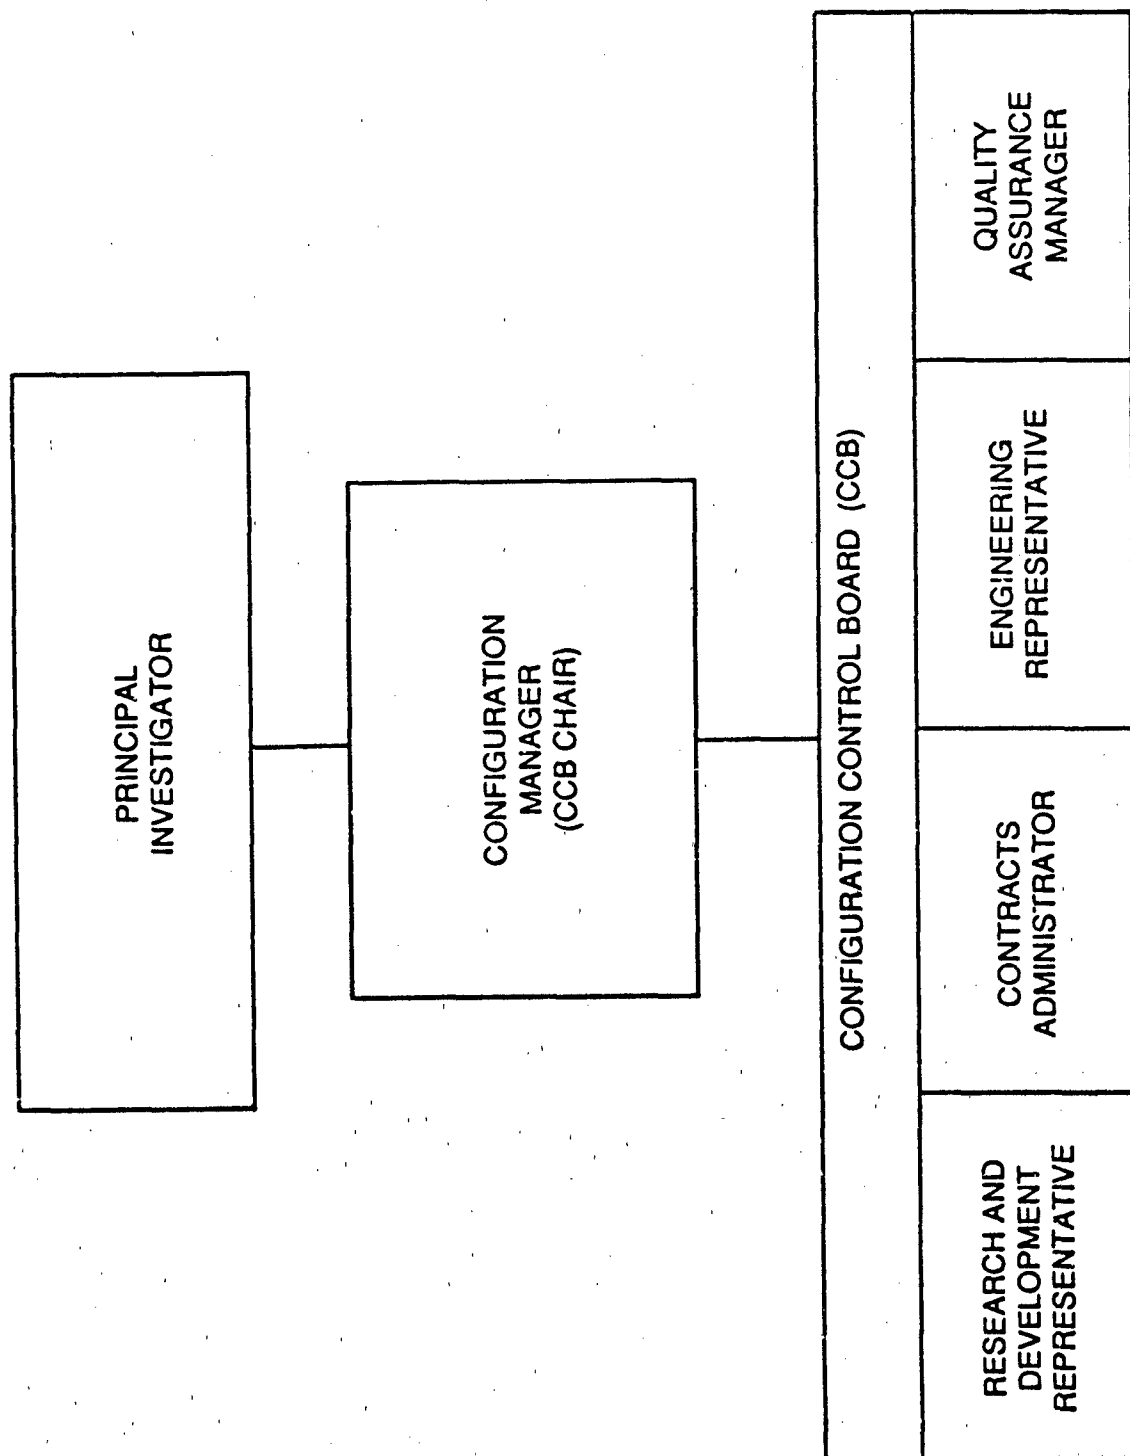 PRINCIPAL
INVESTIGATOR
CONFIGURATION
MANAGER
(CCB CHAIR)
CONFIGURATION CONTROL BOARD (CCB)
RESEARCH AND
DEVELOPMENT
REPRESENTATIVE
CONTRACTS
ADMINISTRATOR
ENGINEERING
REPRESENTATIVE
QUALITY
ASSURANCE
MANAGER